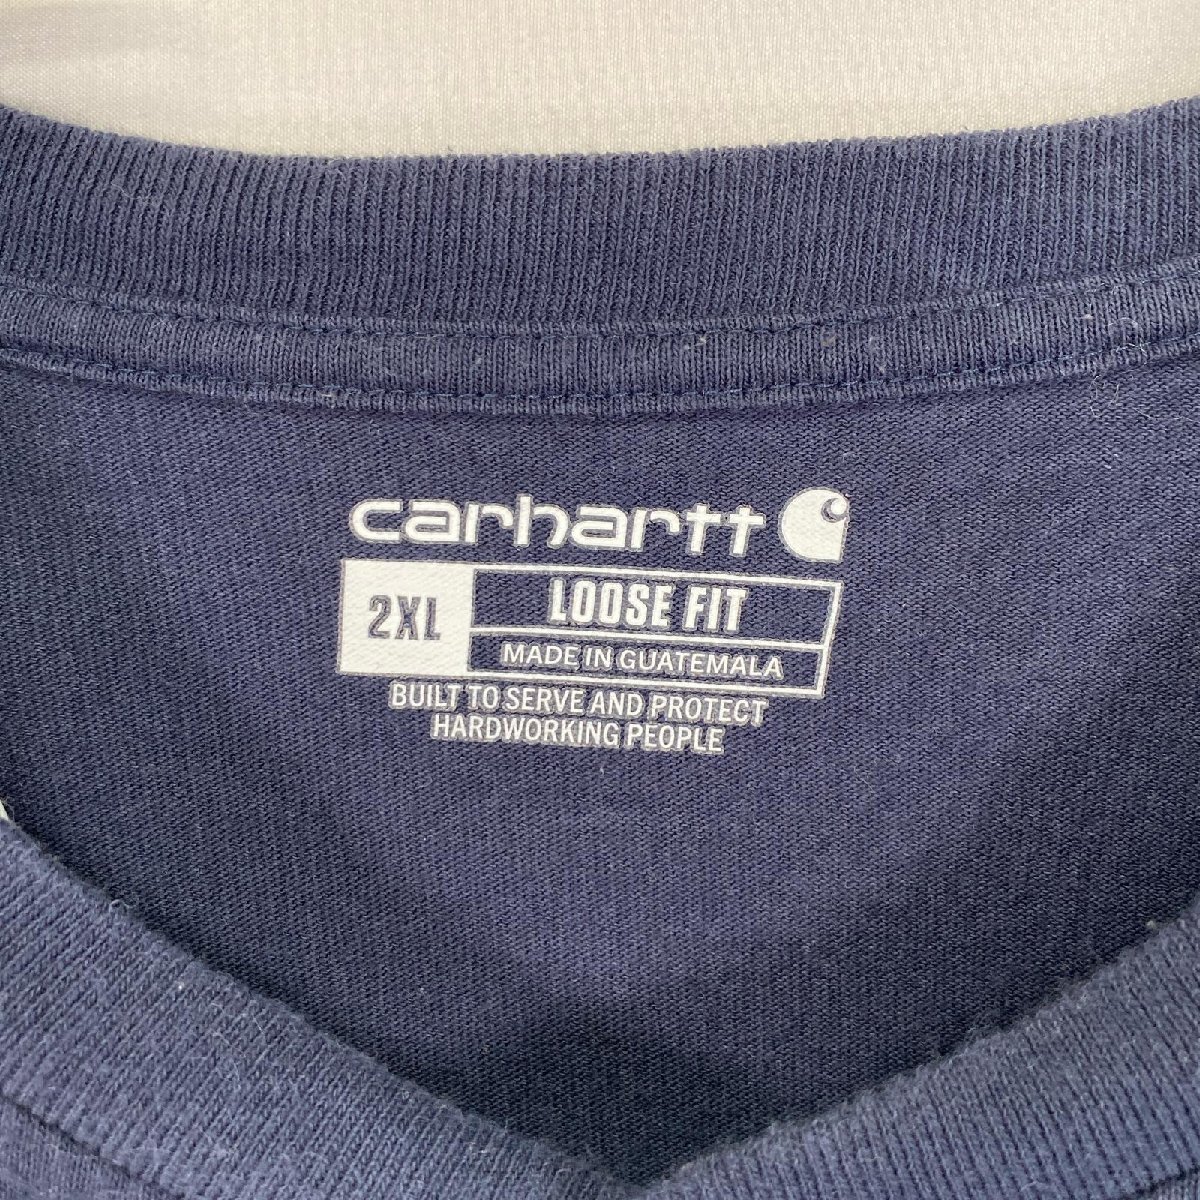 carhartt
2XL
LOOSE FIT
MADE IN GUATEMALA
BUILT TO SERVE AND PROTECT
HARDWORKING PEOPLE